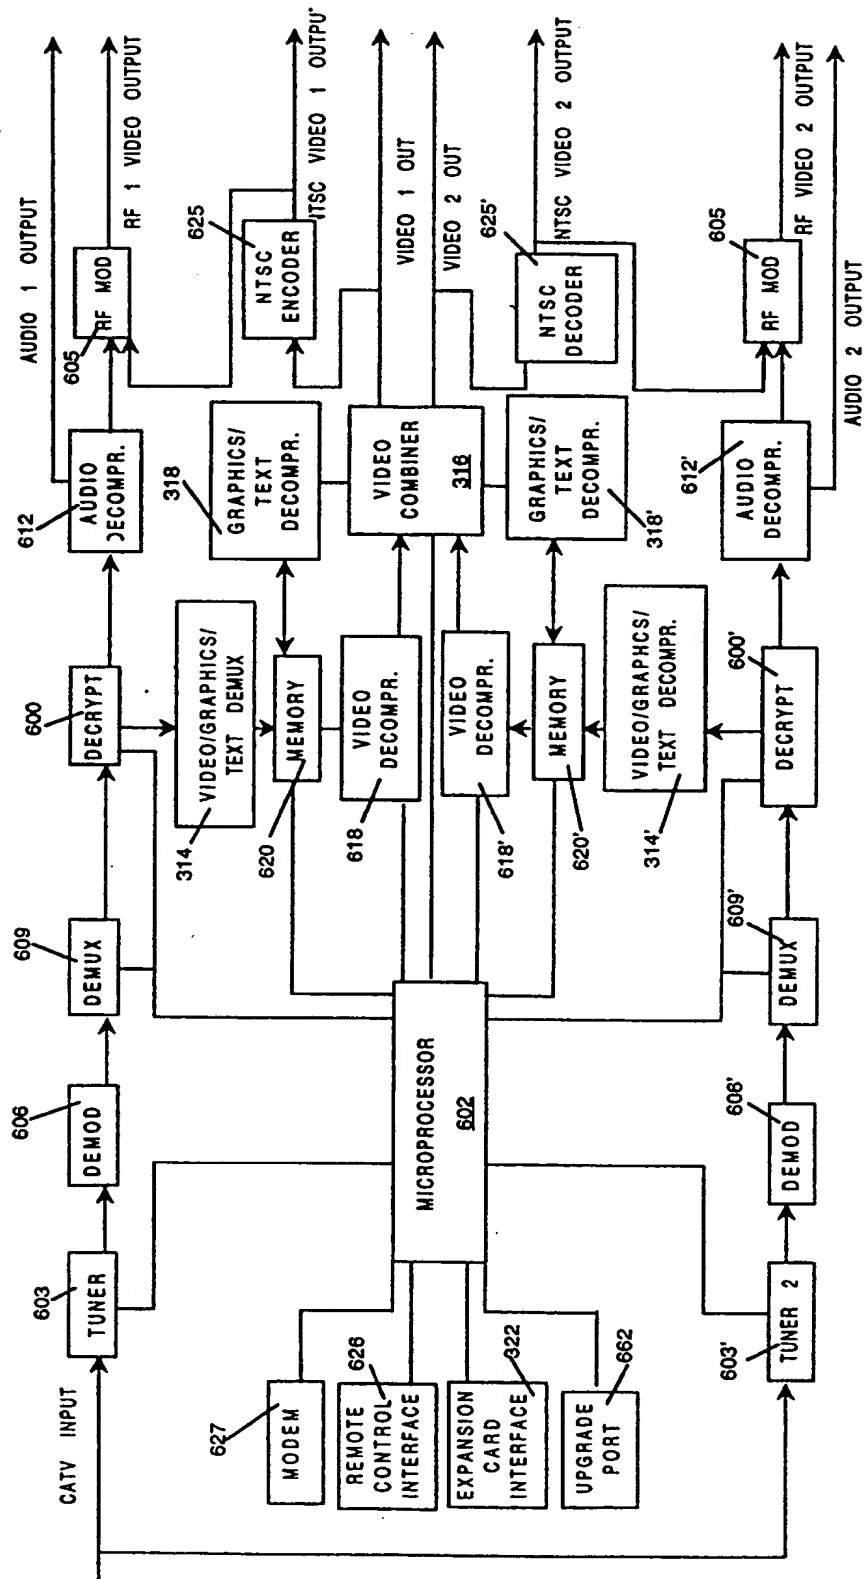 CATV INPUT
603
TUNER
606
DEMOD
609
DEMUX
600
DECRYPT
612
AUDIO
DECOMPR.
AUDIO 1 OUTPUT
605
RF MOD
RF 1 VIDEO OUTPUT
314
VIDEO/GRAPHICS/
TEXT DEMUX
318
GRAPHICS/
TEXT
DECOMPR.
625
NTSC
ENCODER
NTSC VIDEO 1 OUTPUT
627
MODEM
620
MEMORY
626
REMOTE
CONTROL
INTERFACE
618
VIDEO
DECOMPR.
MICROPROCESSOR
602
VIDEO
COMBINER
316
VIDEO 1 OUT
VIDEO 2 OUT
322
EXPANSION
CARD
INTERFACE
618'
VIDEO
DECOMPR.
625'
NTSC
DECODER
NTSC VIDEO 2 OUTPUT
662
UPGRADE
PORT
620'
MEMORY
GRAPHICS/
TEXT
DECOMPR.
318'
314'
VIDEO/GRAPHCS/
TEXT DECOMPR.
603'
TUNER 2
606'
DEMOD
609'
DEMUX
600'
DECRYPT
612'
AUDIO
DECOMPR.
605
RF MOD
RF VIDEO 2 OUTPUT
AUDIO 2 OUTPUT